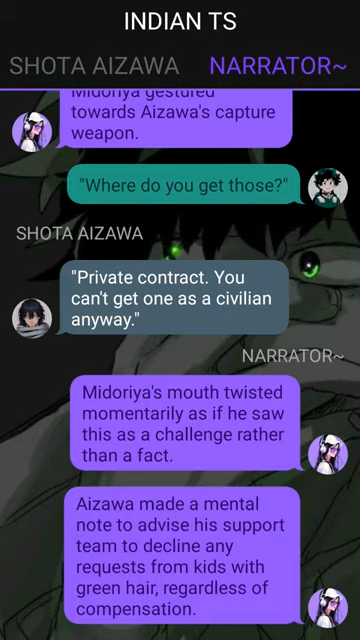 INDIAN TS
SHOTA AIZAWA NARRATOR~
Midoriya gestured
towards Aizawa's capture
weapon.
"Where do you get those?"
SHOTA AIZAWA
"Private contract. You
can't get one as a civilian
anyway."
NARRATOR~
Midoriya's mouth twisted
momentarily as if he saw
this as a challenge rather
than a fact.
Aizawa made a mental
note to advise his support
team to decline any
requests from kids with
green hair, regardless of
compensation.